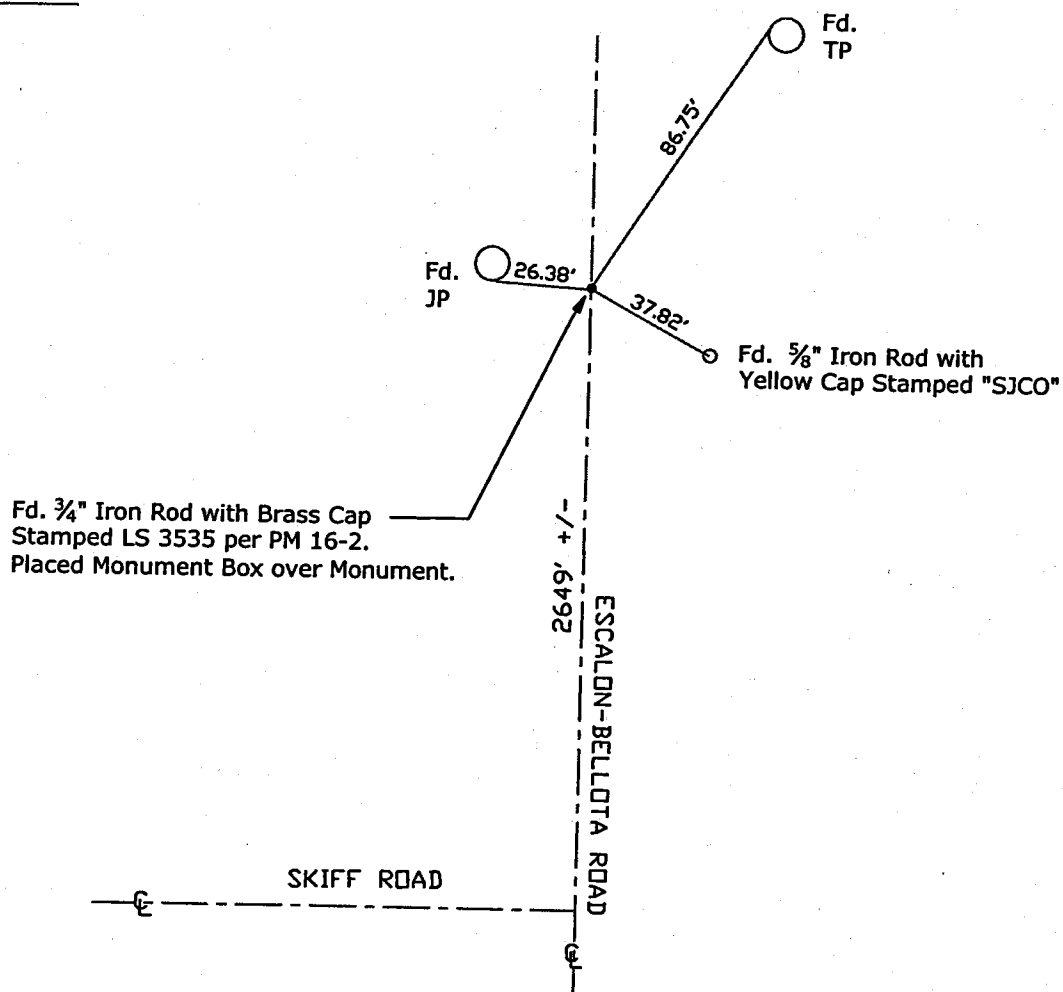 Fd.
TP
86.75'
Fd.
JP
26.38'
37.82'
Fd. ⅝" Iron Rod with
Yellow Cap Stamped "SJCO"
Fd. ¾" Iron Rod with Brass Cap
Stamped LS 3535 per PM 16-2.
Placed Monument Box over Monument.
2649' +/-
ESCALON-BELLOTA ROAD
SKIFF ROAD
℄
℄